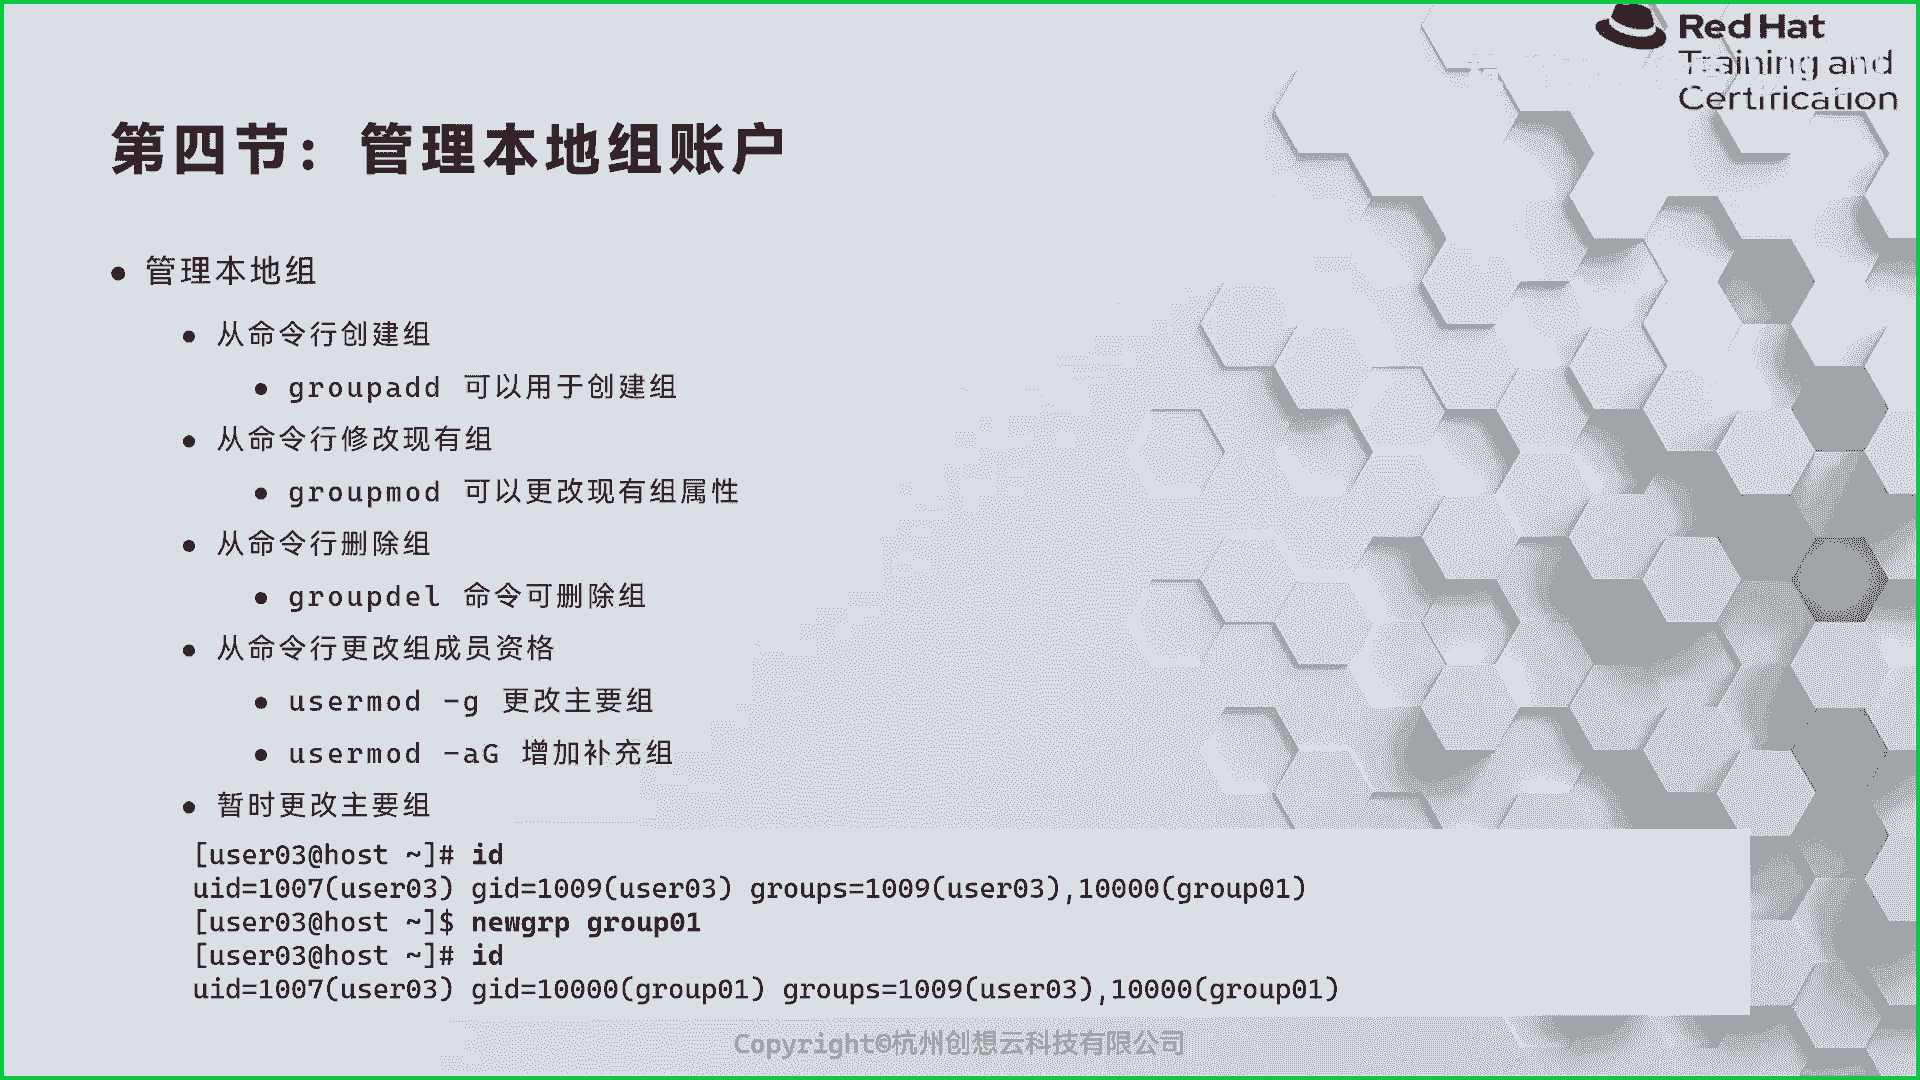 Red Hat
Training and
Certification
第四节：管理本地组账户
● 管理本地组
● 从命令行创建组
● groupadd 可以用于创建组
● 从命令行修改现有组
● groupmod 可以更改现有组属性
● 从命令行删除组
● groupdel 命令可删除组
● 从命令行更改组成员资格
● usermod -g 更改主要组
● usermod -aG 增加补充组
● 暂时更改主要组
[user03@host ~]# id
uid=1007(user03) gid=1009(user03) groups=1009(user03),10000(group01)
[user03@host ~]$ newgrp group01
[user03@host ~]# id
uid=1007(user03) gid=10000(group01) groups=1009(user03),10000(group01)
Copyright©杭州创想云科技有限公司